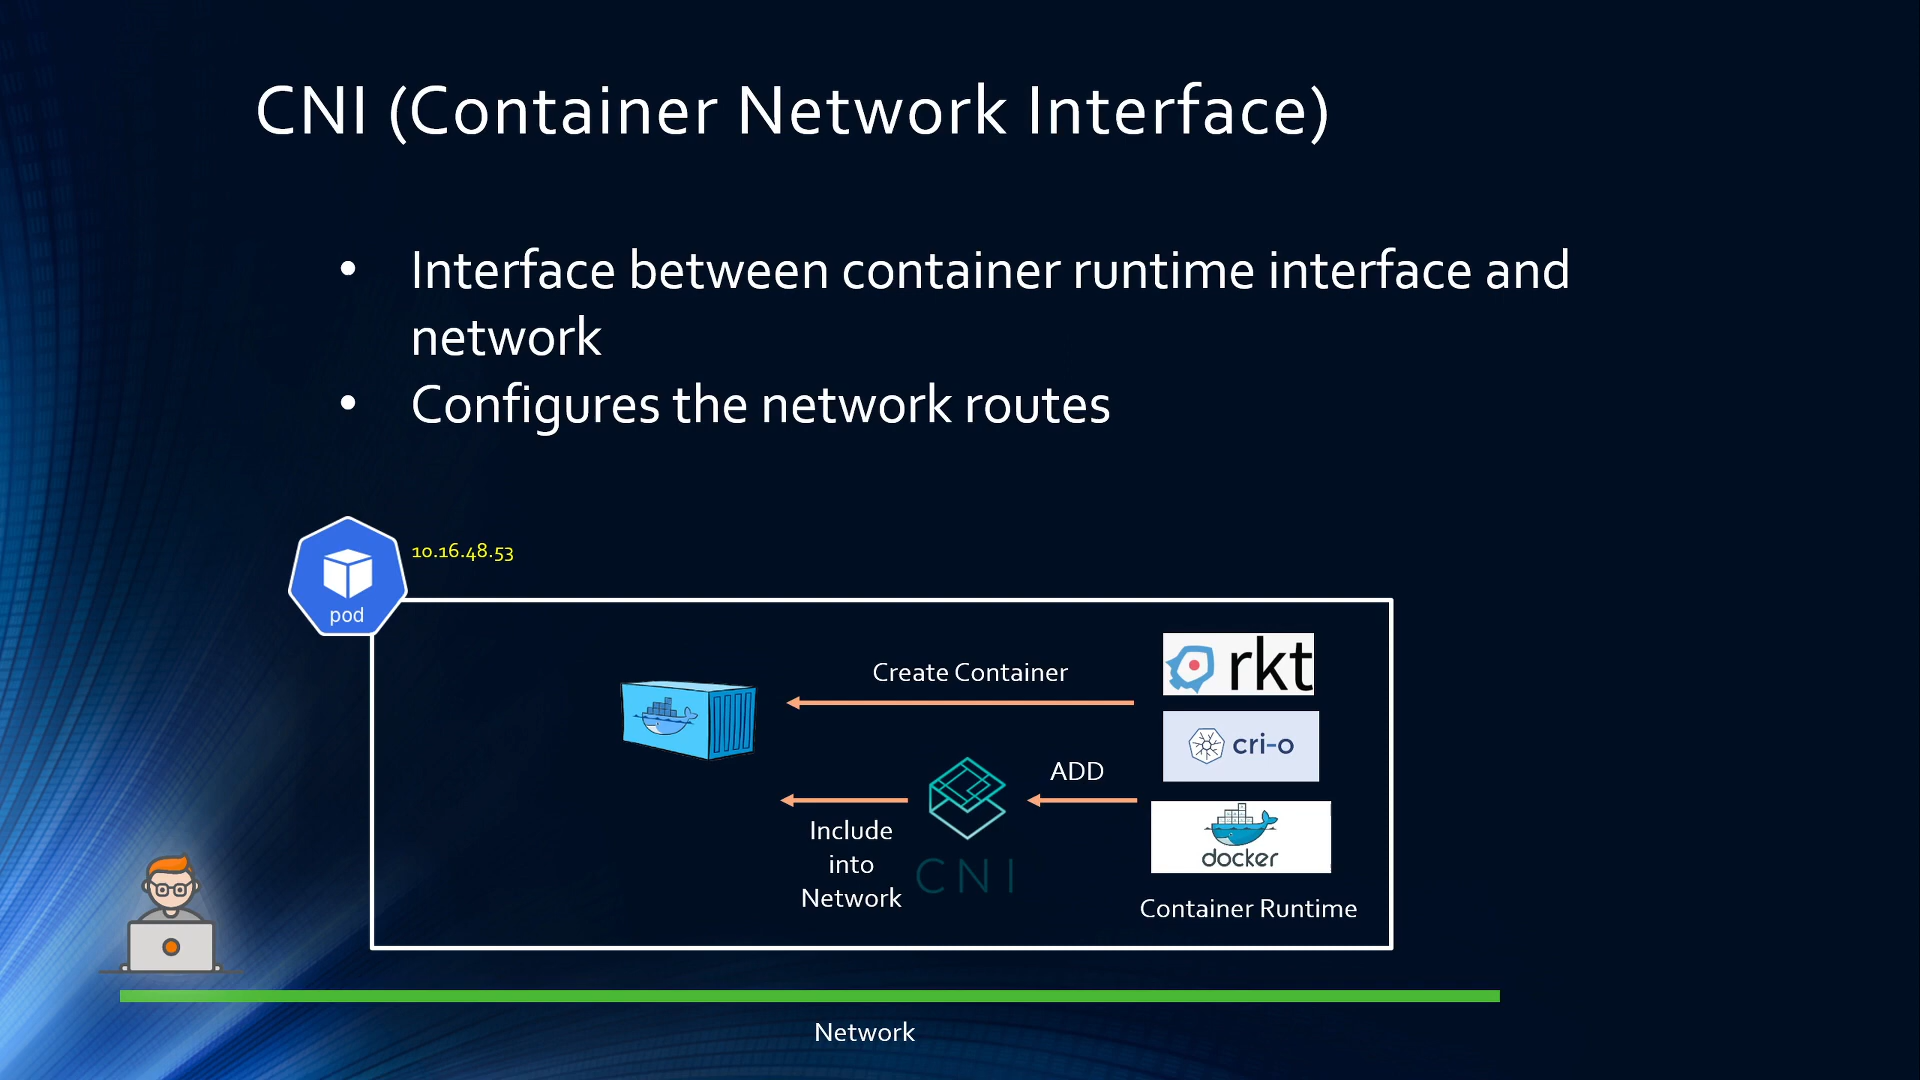 CNI (Container Network Interface)
• Interface between container runtime interface and
network
• Configures the network routes
10.16.48.53
pod
Create Container
rkt
cri-o
ADD
docker
Include
into
Network
CNI
Container Runtime
Network